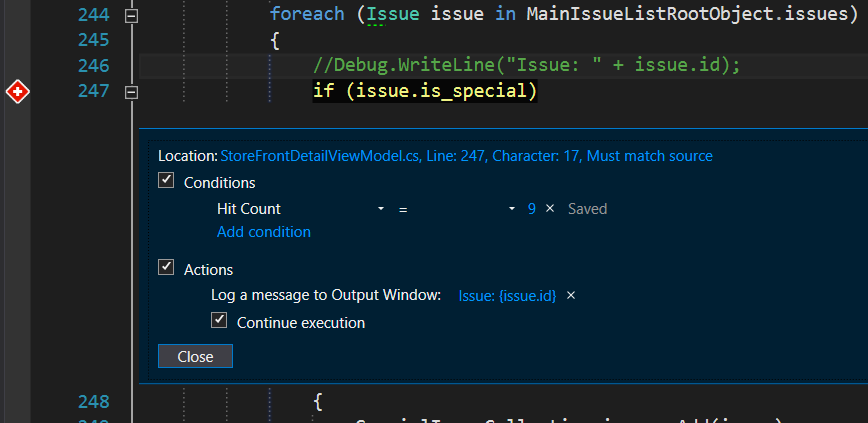 244 foreach (Issue issue in MainIssueListRootObject.issues)
245 {
246 //Debug.WriteLine("Issue: " + issue.id);
247 if (issue.is_special)
Location: StoreFrontDetailViewModel.cs, Line: 247, Character: 17, Must match source
Conditions
Hit Count = 9 × Saved
Add condition
Actions
Log a message to Output Window: Issue: {issue.id} ×
Continue execution
Close
248 {